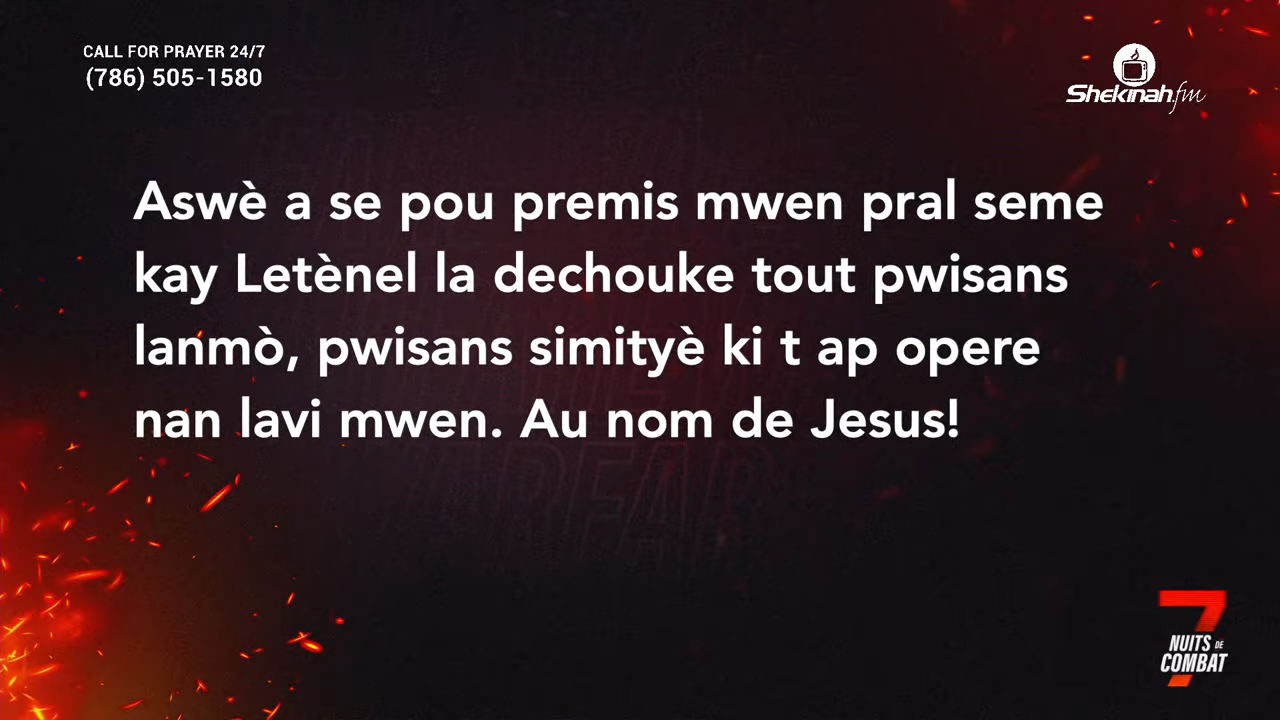 CALL FOR PRAYER 24/7
(786) 505-1580
Shekinah.fm
Aswè a se pou premis mwen pral seme
kay Letènel la dechouke tout pwisans
lanmò, pwisans simityè ki t ap opere
nan lavi mwen. Au nom de Jesus!
7
NUITS DE
COMBAT